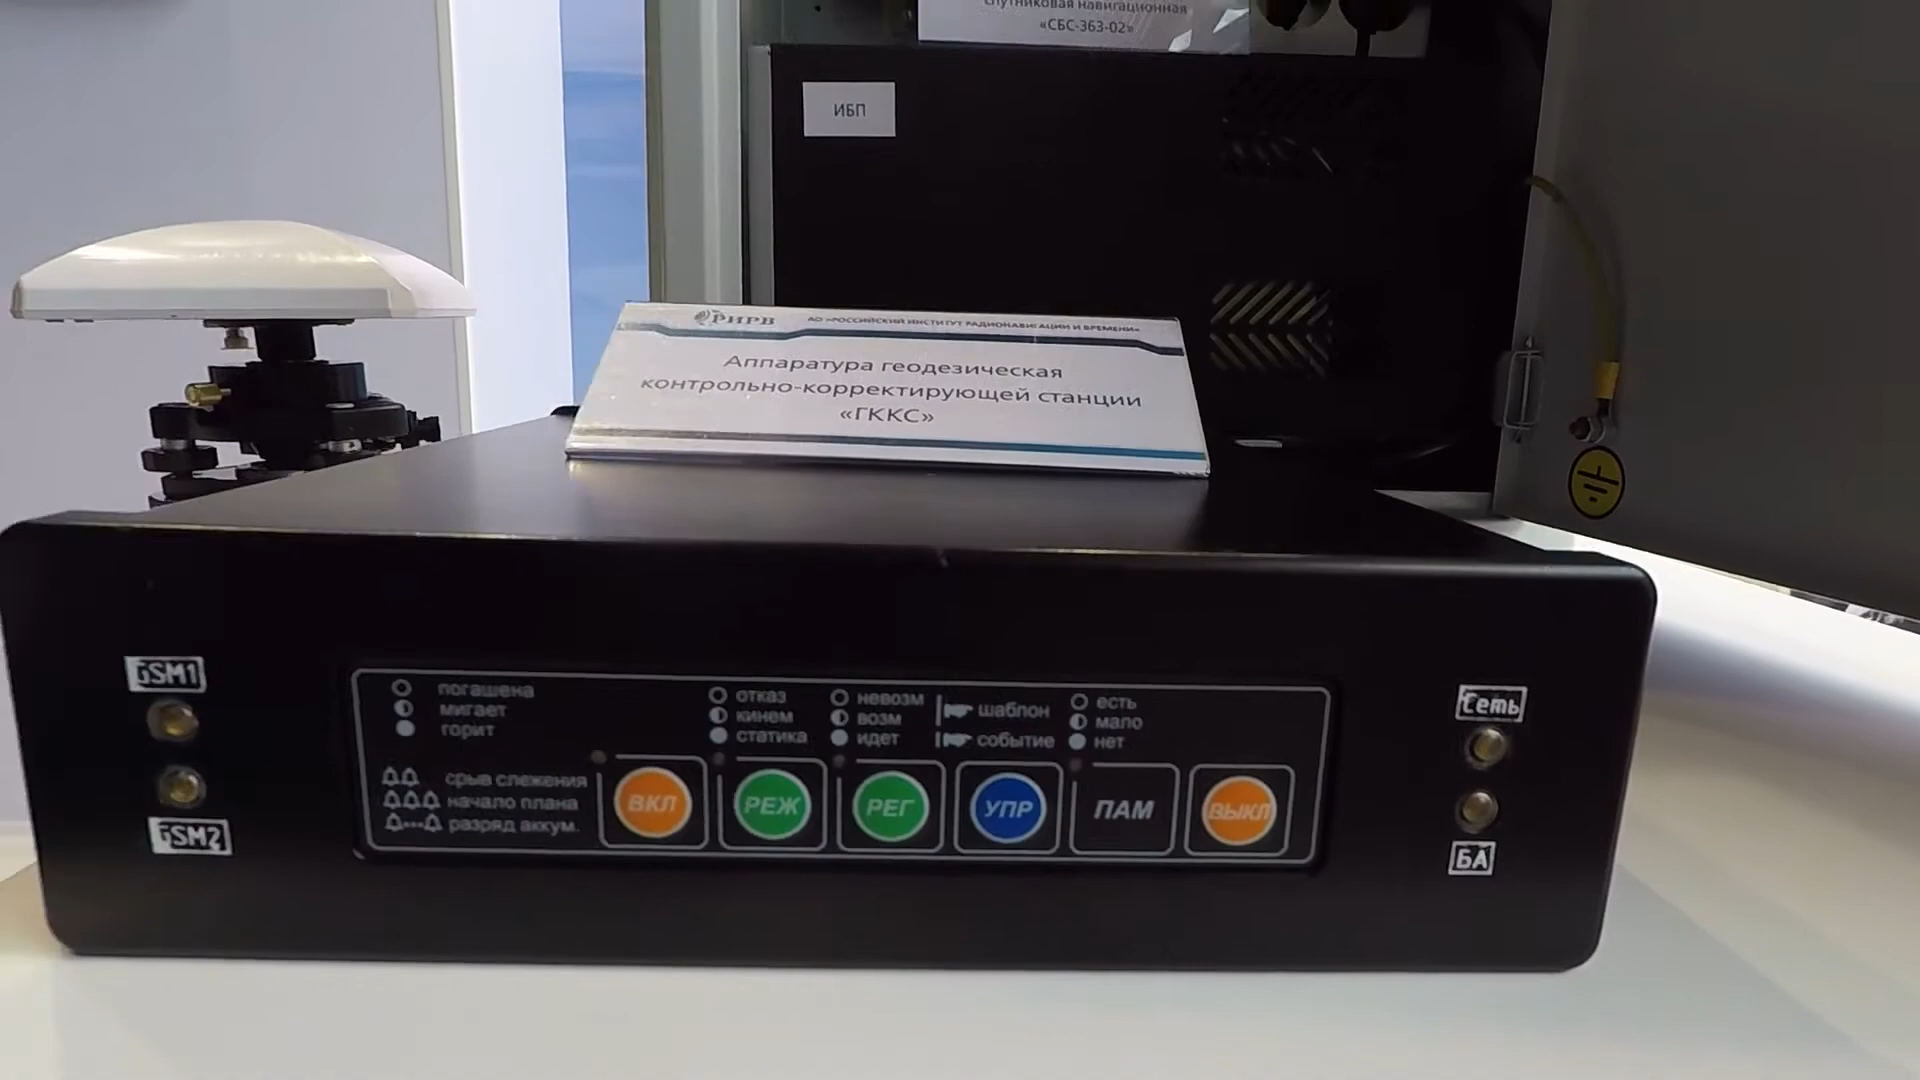 спутниковая навигационная
«СБС-363-02»
ИБП
РИРВ АО «РОССИЙСКИЙ ИНСТИТУТ РАДИОНАВИГАЦИИ И ВРЕМЕНИ»
Аппаратура геодезическая
контрольно-корректирующей станции
«ГККС»
GSM1
GSM2
погашена
мигает
горит
срыв слежения
начало плана
разряд аккум.
отказ
кинем
статика
невозм
возм
идет
шаблон
событие
есть
мало
нет
ВКЛ
РЕЖ
РЕГ
УПР
ПАМ
ВЫКЛ
Сеть
БА